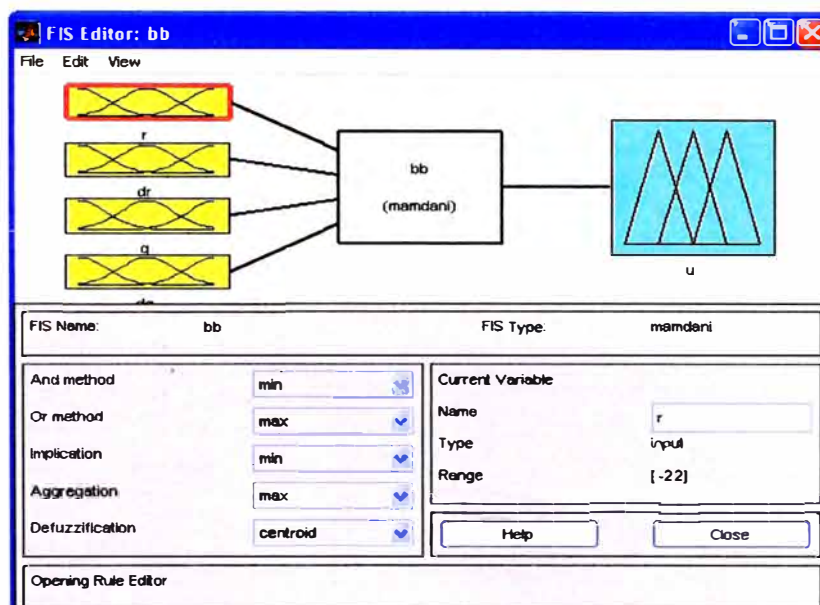 FIS Editor: bb
File Edit View
r
dr
q
bb
(mamdani)
u
FIS Name: bb FIS Type: mamdani
And method min
Or method max
Implication min
Aggregation max
Defuzzification centroid
Current Variable
Name r
Type input
Range [-22]
Help Close
Opening Rule Editor